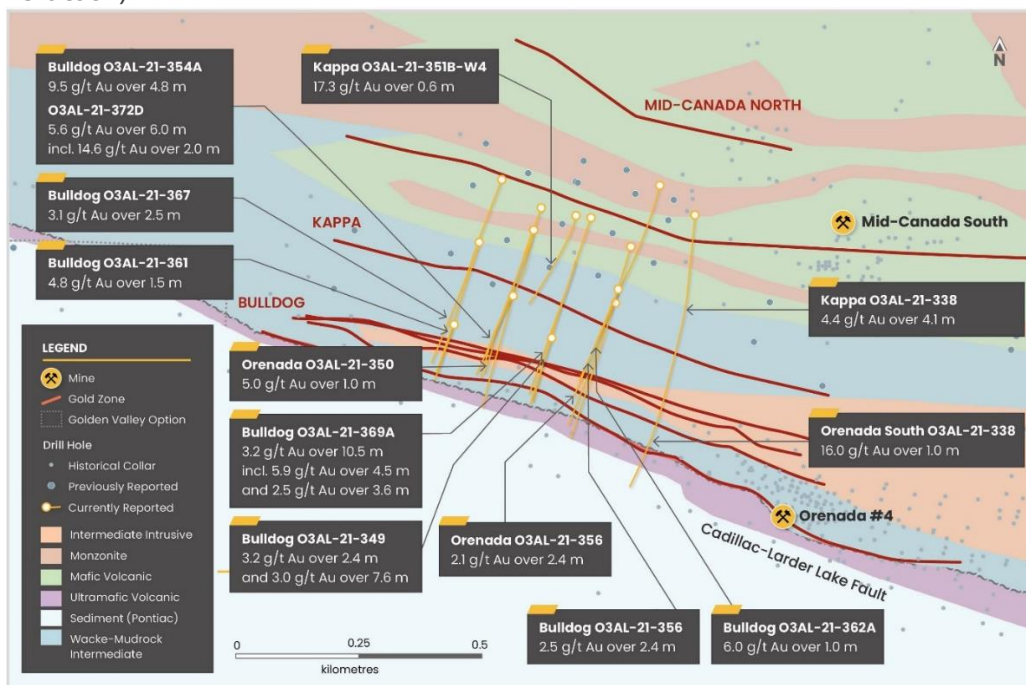 Bulldog O3AL-21-354A
9.5 g/t Au over 4.8 m
O3AL-21-372D
5.6 g/t Au over 6.0 m
incl. 14.6 g/t Au over 2.0 m
Kappa O3AL-21-351B-W4
17.3 g/t Au over 0.6 m
N
MID-CANADA NORTH
Bulldog O3AL-21-367
3.1 g/t Au over 2.5 m
KAPPA
Mid-Canada South
Bulldog O3AL-21-361
4.8 g/t Au over 1.5 m
BULLDOG
Kappa O3AL-21-338
4.4 g/t Au over 4.1 m
LEGEND
Mine
Gold Zone
Golden Valley Option
Drill Hole
Historical Collar
Previously Reported
Currently Reported
Intermediate Intrusive
Monzonite
Mafic Volcanic
Ultramafic Volcanic
Sediment (Pontiac)
Wacke-Mudrock
Intermediate
Orenada O3AL-21-350
5.0 g/t Au over 1.0 m
Bulldog O3AL-21-369A
3.2 g/t Au over 10.5 m
incl. 5.9 g/t Au over 4.5 m
and 2.5 g/t Au over 3.6 m
Orenada South O3AL-21-338
16.0 g/t Au over 1.0 m
Orenada #4
Cadillac-Larder Lake Fault
Bulldog O3AL-21-349
3.2 g/t Au over 2.4 m
and 3.0 g/t Au over 7.6 m
Orenada O3AL-21-356
2.1 g/t Au over 2.4 m
Bulldog O3AL-21-356
2.5 g/t Au over 2.4 m
Bulldog O3AL-21-362A
6.0 g/t Au over 1.0 m
0 0.25 0.5
kilometres